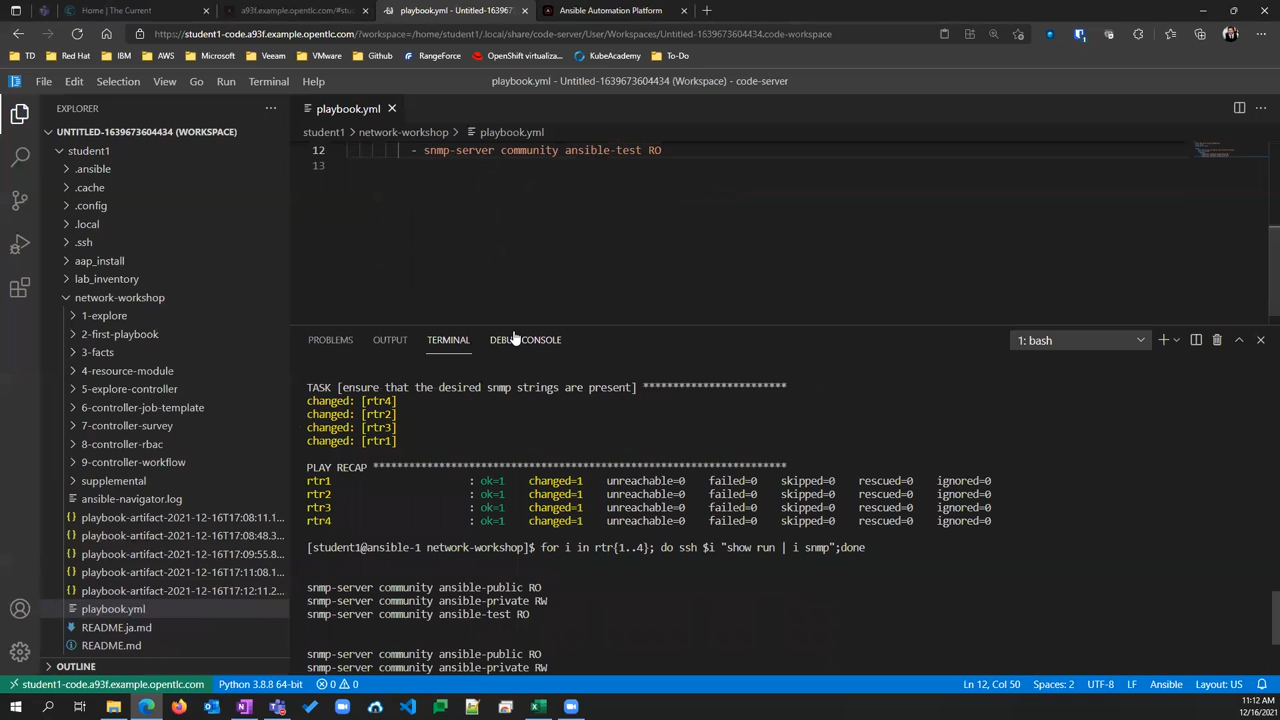 Home | The Current
a93f.example.opentlc.com/#stu
playbook.yml - Untitled-16396736
Ansible Automation Platform
https://student1-code.a93f.example.opentlc.com/?workspace=/home/student1/.local/share/code-server/User/Workspaces/Untitled-1639673604434.code-workspace
TD
Red Hat
IBM
AWS
Microsoft
Veeam
VMware
Github
RangeForce
OpenShift virtualiza...
KubeAcademy
To-Do
File Edit Selection View Go Run Terminal Help
playbook.yml - Untitled-1639673604434 (Workspace) - code-server
EXPLORER
UNTITLED-1639673604434 (WORKSPACE)
student1
.ansible
.cache
.config
.local
.ssh
aap_install
lab_inventory
network-workshop
1-explore
2-first-playbook
3-facts
4-resource-module
5-explore-controller
6-controller-job-template
7-controller-survey
8-controller-rbac
9-controller-workflow
supplemental
ansible-navigator.log
playbook-artifact-2021-12-16T17:08:11.1...
playbook-artifact-2021-12-16T17:08:48.3...
playbook-artifact-2021-12-16T17:09:55.8...
playbook-artifact-2021-12-16T17:11:08.1...
playbook-artifact-2021-12-16T17:12:11.2...
playbook.yml
README.ja.md
README.md
OUTLINE
playbook.yml
student1 > network-workshop > playbook.yml
12 - snmp-server community ansible-test RO
13
PROBLEMS OUTPUT TERMINAL DEBUG CONSOLE
1: bash
TASK [ensure that the desired snmp strings are present] ************************
changed: [rtr4]
changed: [rtr2]
changed: [rtr3]
changed: [rtr1]
PLAY RECAP *********************************************************************
rtr1 : ok=1 changed=1 unreachable=0 failed=0 skipped=0 rescued=0 ignored=0
rtr2 : ok=1 changed=1 unreachable=0 failed=0 skipped=0 rescued=0 ignored=0
rtr3 : ok=1 changed=1 unreachable=0 failed=0 skipped=0 rescued=0 ignored=0
rtr4 : ok=1 changed=1 unreachable=0 failed=0 skipped=0 rescued=0 ignored=0
[student1@ansible-1 network-workshop]$ for i in rtr{1..4}; do ssh $i "show run | i snmp";done
snmp-server community ansible-public RO
snmp-server community ansible-private RW
snmp-server community ansible-test RO
snmp-server community ansible-public RO
snmp-server community ansible-private RW
student1-code.a93f.example.opentlc.com
Python 3.8.8 64-bit
0 0
Ln 12, Col 50 Spaces: 2 UTF-8 LF Ansible Layout: US
11:12 AM
12/16/2021